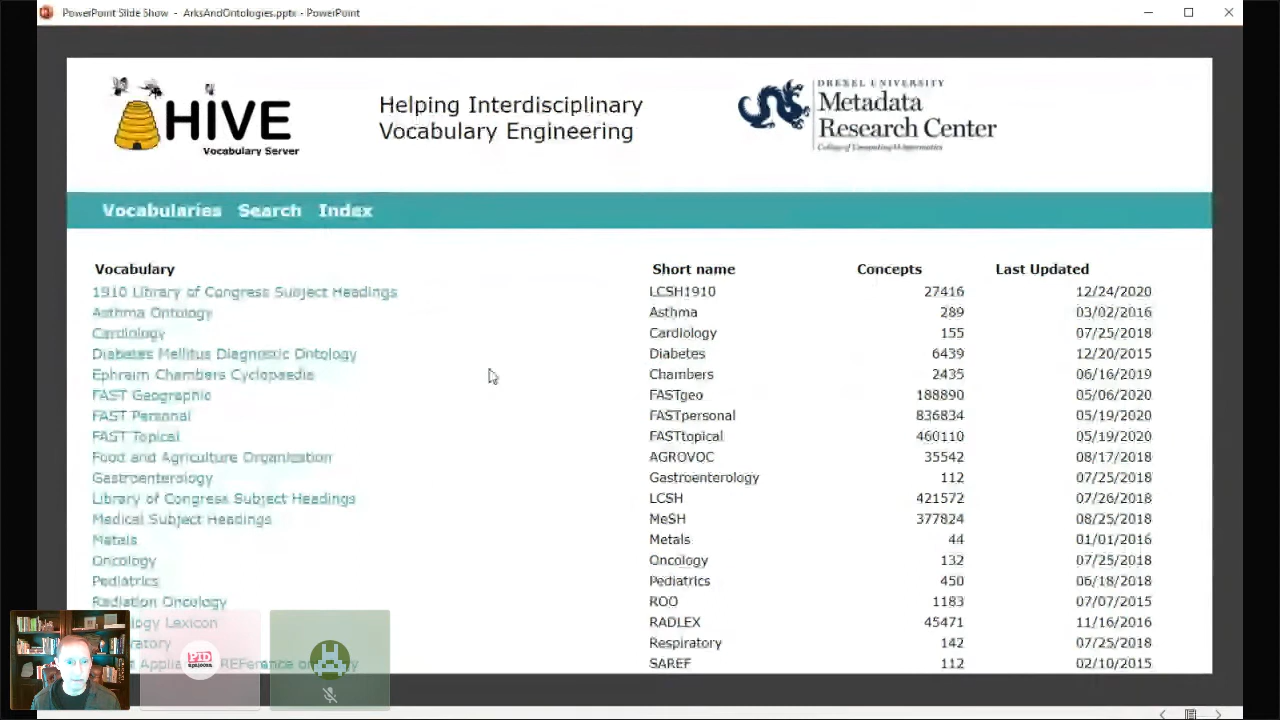 PowerPoint Slide Show - ArksAndOntologies.pptx - PowerPoint
HIVE
Vocabulary Server
Helping Interdisciplinary
Vocabulary Engineering
DREXEL UNIVERSITY
Metadata
Research Center
College of Computing & Informatics
Vocabularies Search Index
Vocabulary Short name Concepts Last Updated
1910 Library of Congress Subject Headings LCSH1910 27416 12/24/2020
Asthma Ontology Asthma 289 03/02/2016
Cardiology Cardiology 155 07/25/2018
Diabetes Mellitus Diagnostic Ontology Diabetes 6439 12/20/2015
Ephraim Chambers Cyclopaedia Chambers 2435 06/16/2019
FAST Geographic FASTgeo 188890 05/06/2020
FAST Personal FASTpersonal 836834 05/19/2020
FAST Topical FASTtopical 460110 05/19/2020
Food and Agriculture Organization AGROVOC 35542 08/17/2018
Gastroenterology Gastroenterology 112 07/25/2018
Library of Congress Subject Headings LCSH 421572 07/26/2018
Medical Subject Headings MeSH 377824 08/25/2018
Metals Metals 44 01/01/2016
Oncology Oncology 132 07/25/2018
Pediatrics Pediatrics 450 06/18/2018
Radiation Oncology ROO 1183 07/07/2015
Lexicon RADLEX 45471 11/16/2016
Respiratory 142 07/25/2018
SAREF 112 02/10/2015
PID